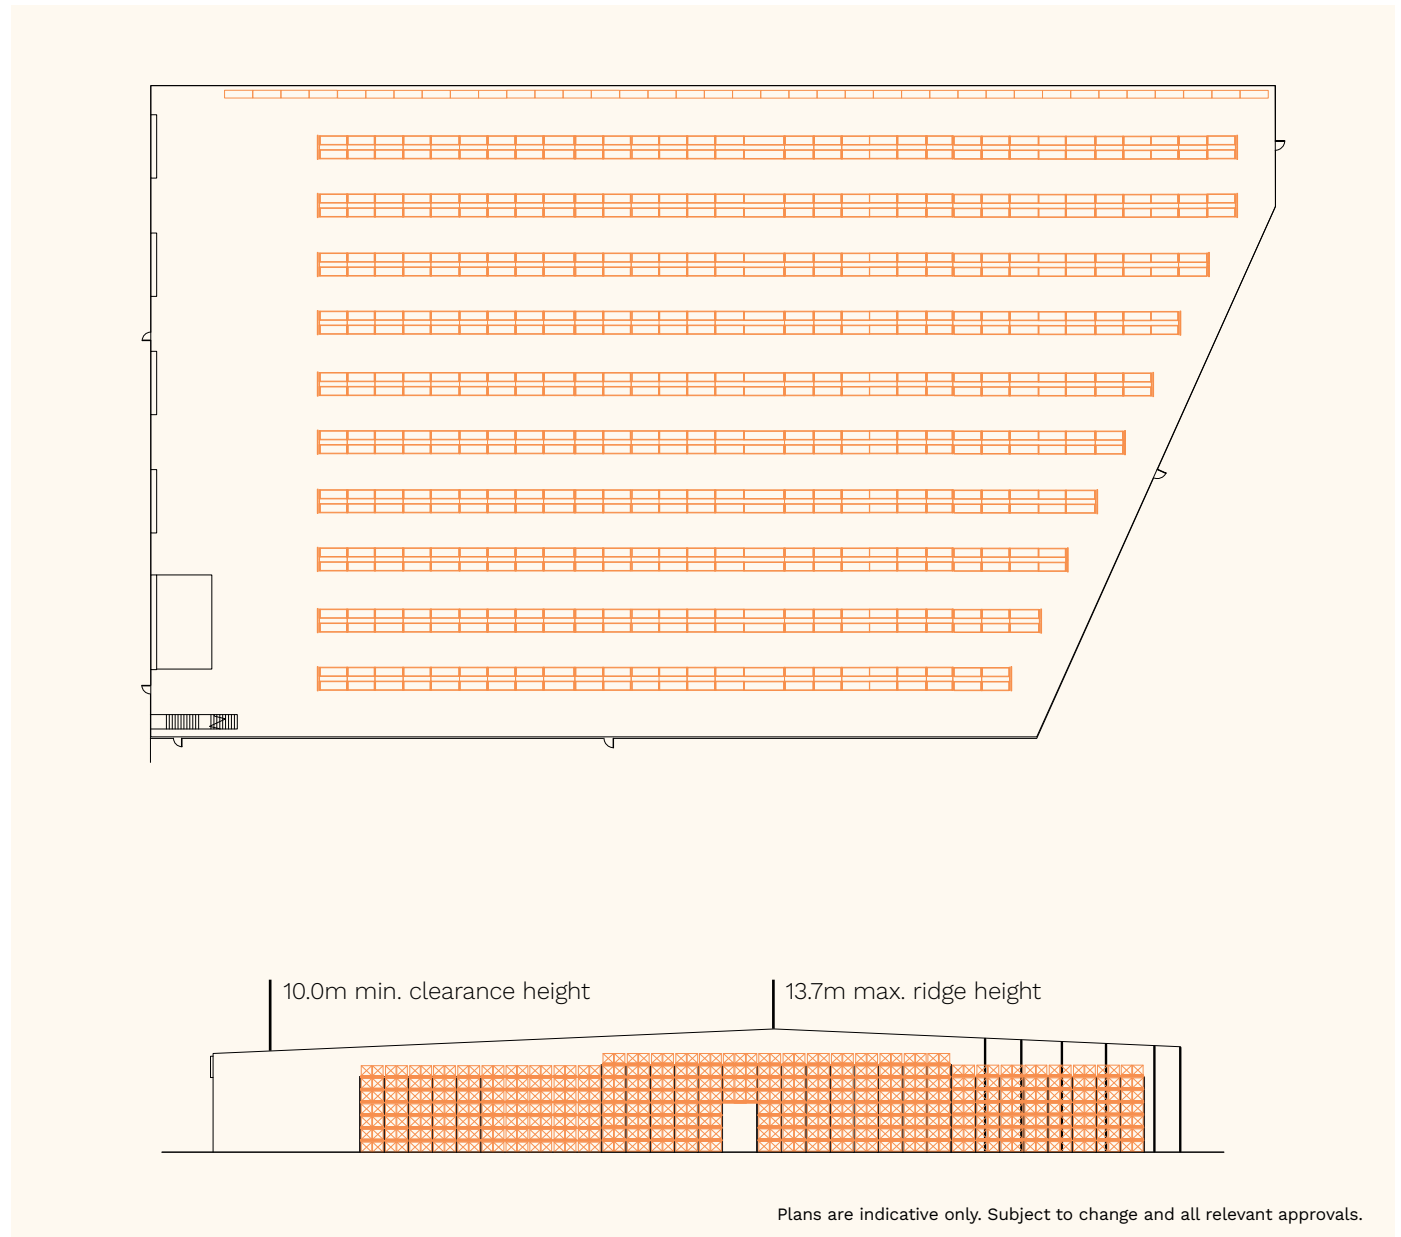 10.0m min. clearance height
13.7m max. ridge height
Plans are indicative only. Subject to change and all relevant approvals.